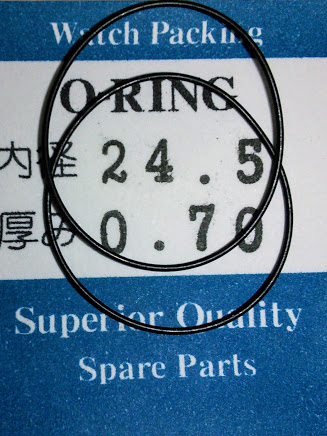 Watch Packing
O-RING
内径 24.5
厚み 0.70
Superior Quality
Spare Parts